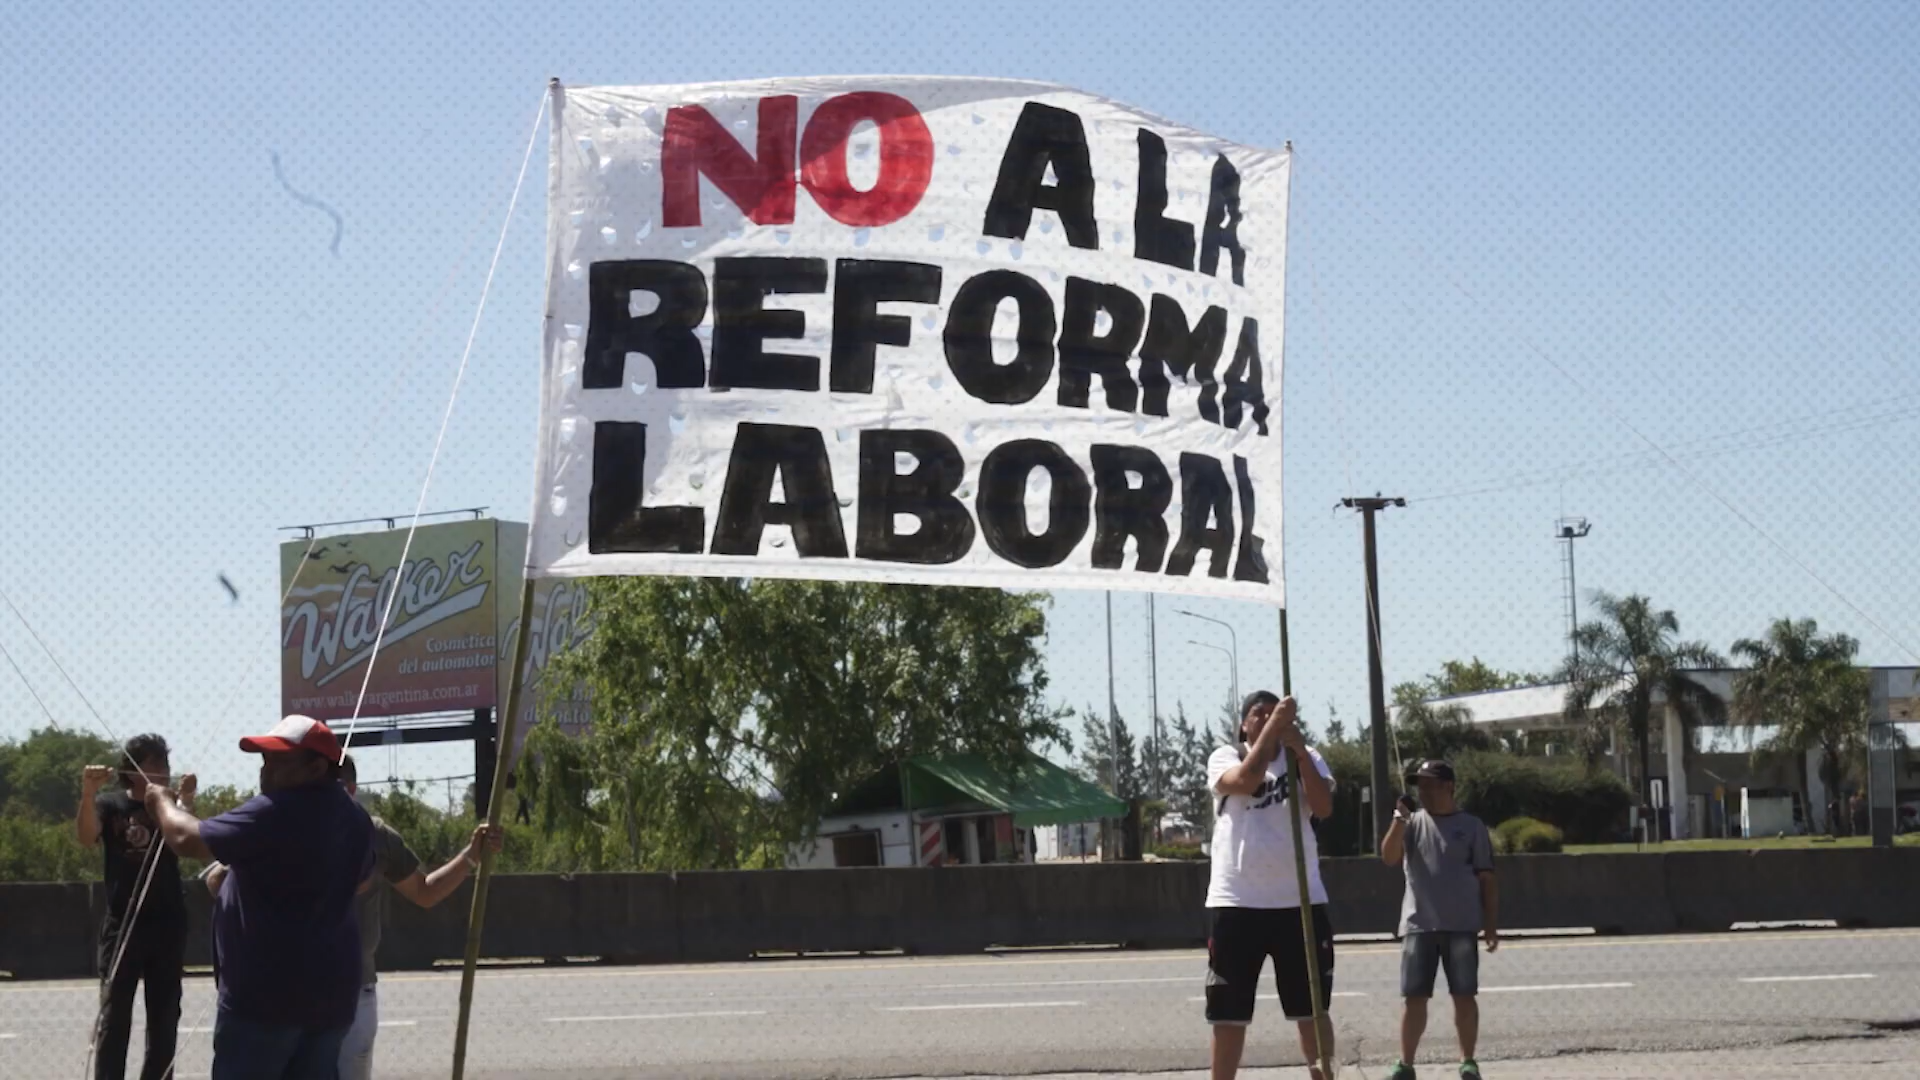 NO A LA
REFORMA
LABORAL
Walker
Cosmetica
del automotor
www.walkerargentina.com.ar